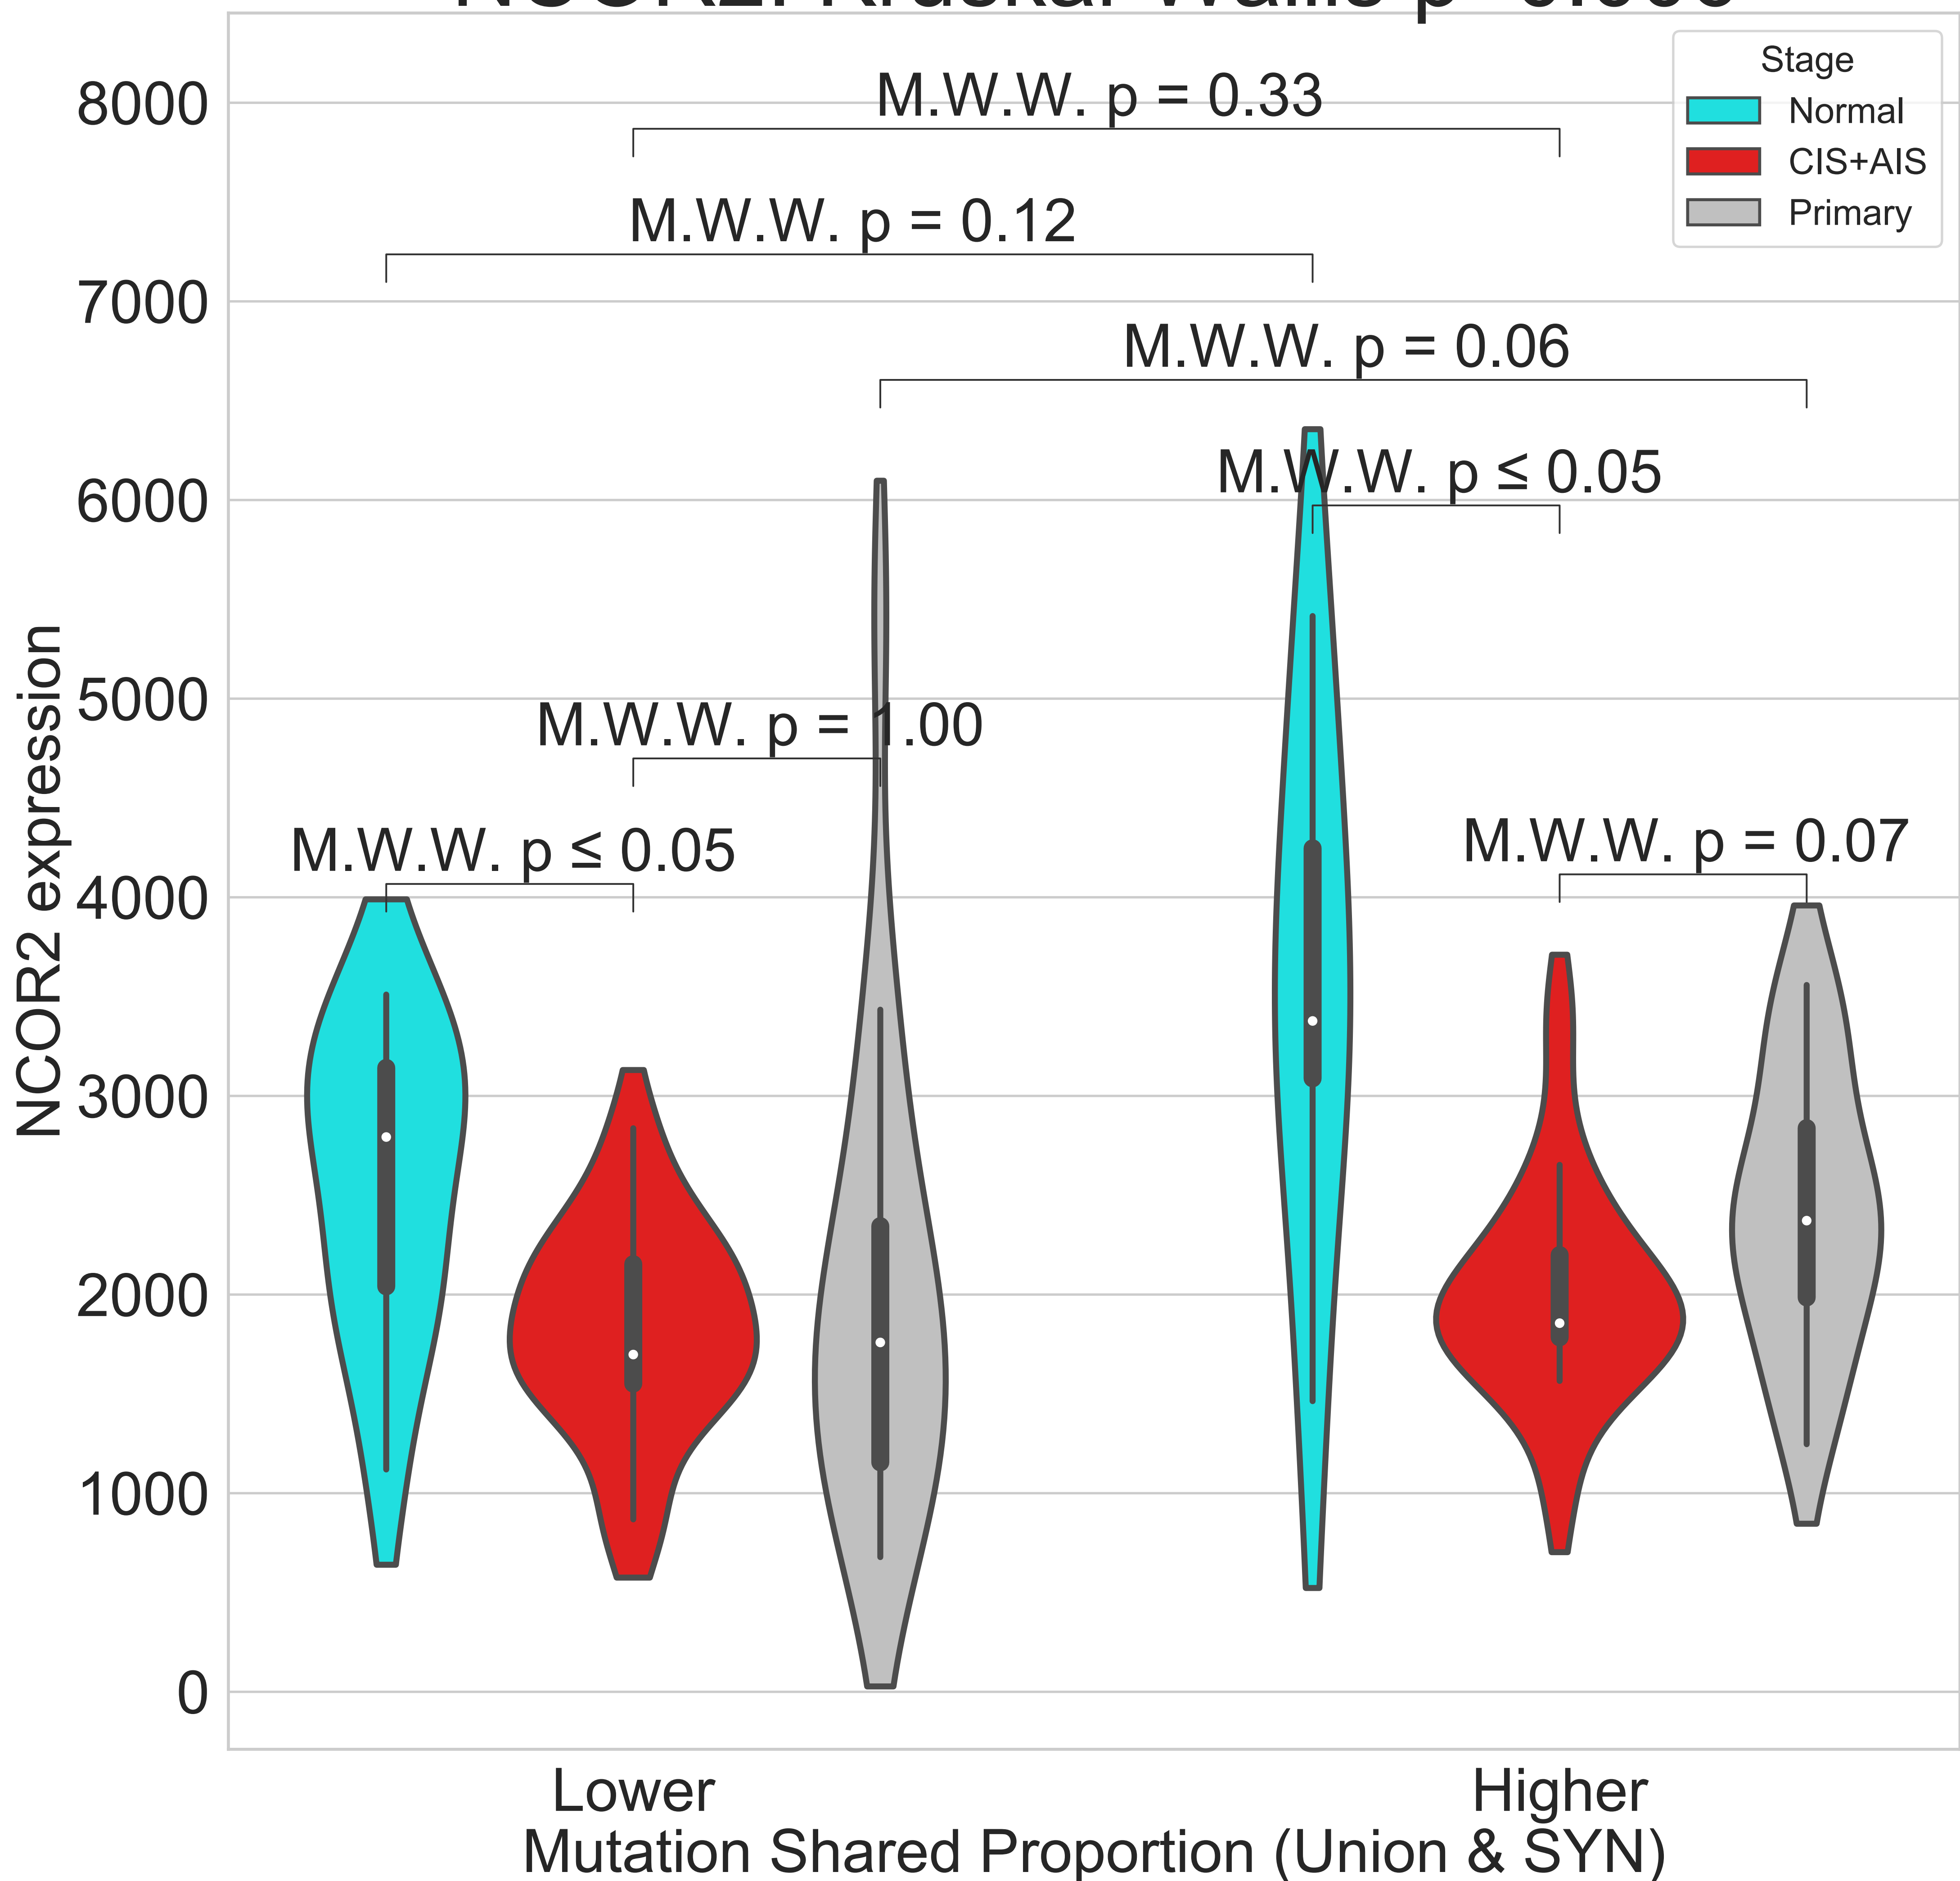 Stage
Normal
CIS+AIS
Primary
M.W.W. p = 0.33
M.W.W. p = 0.12
M.W.W. p = 0.06
M.W.W. p ≤ 0.05
M.W.W. p = 1.00
M.W.W. p ≤ 0.05
M.W.W. p = 0.07
8000
7000
6000
5000
4000
3000
2000
1000
0
NCOR2 expression
Lower
Higher
Mutation Shared Proportion (Union & SYN)